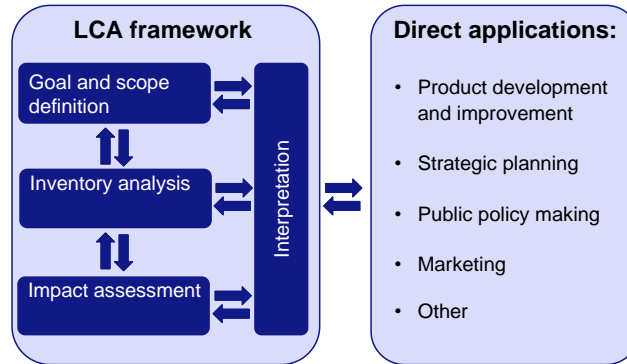 LCA framework
Goal and scope
definition
Inventory analysis
Impact assessment
Interpretation
Direct applications:
• Product development
and improvement
• Strategic planning
• Public policy making
• Marketing
• Other